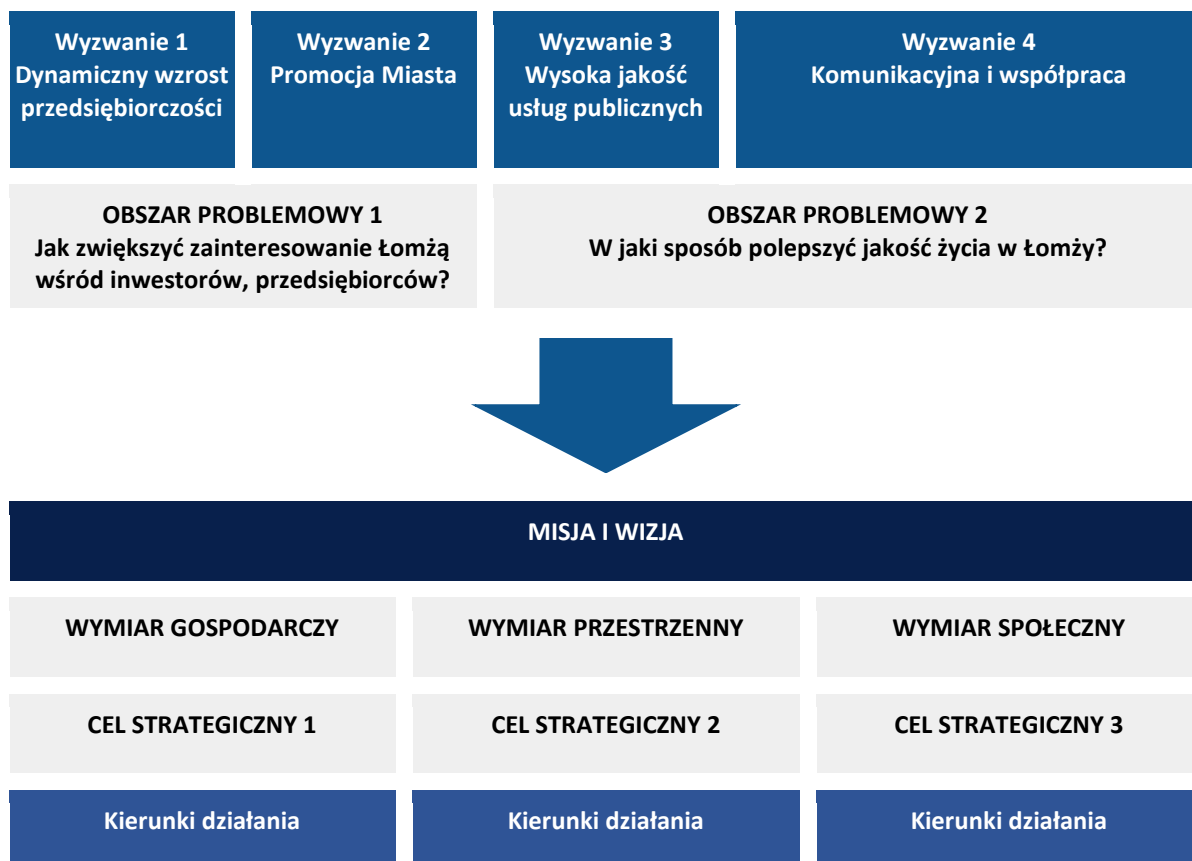 Wyzwanie 1
Dynamiczny wzrost
przedsiębiorczości
Wyzwanie 2
Promocja Miasta
Wyzwanie 3
Wysoka jakość
usług publicznych
Wyzwanie 4
Komunikacyjna i współpraca
OBSZAR PROBLEMOWY 1
Jak zwiększyć zainteresowanie Łomżą
wśród inwestorów, przedsiębiorców?
OBSZAR PROBLEMOWY 2
W jaki sposób polepszyć jakość życia w Łomży?
MISJA I WIZJA
WYMIAR GOSPODARCZY
WYMIAR PRZESTRZENNY
WYMIAR SPOŁECZNY
CEL STRATEGICZNY 1
CEL STRATEGICZNY 2
CEL STRATEGICZNY 3
Kierunki działania
Kierunki działania
Kierunki działania